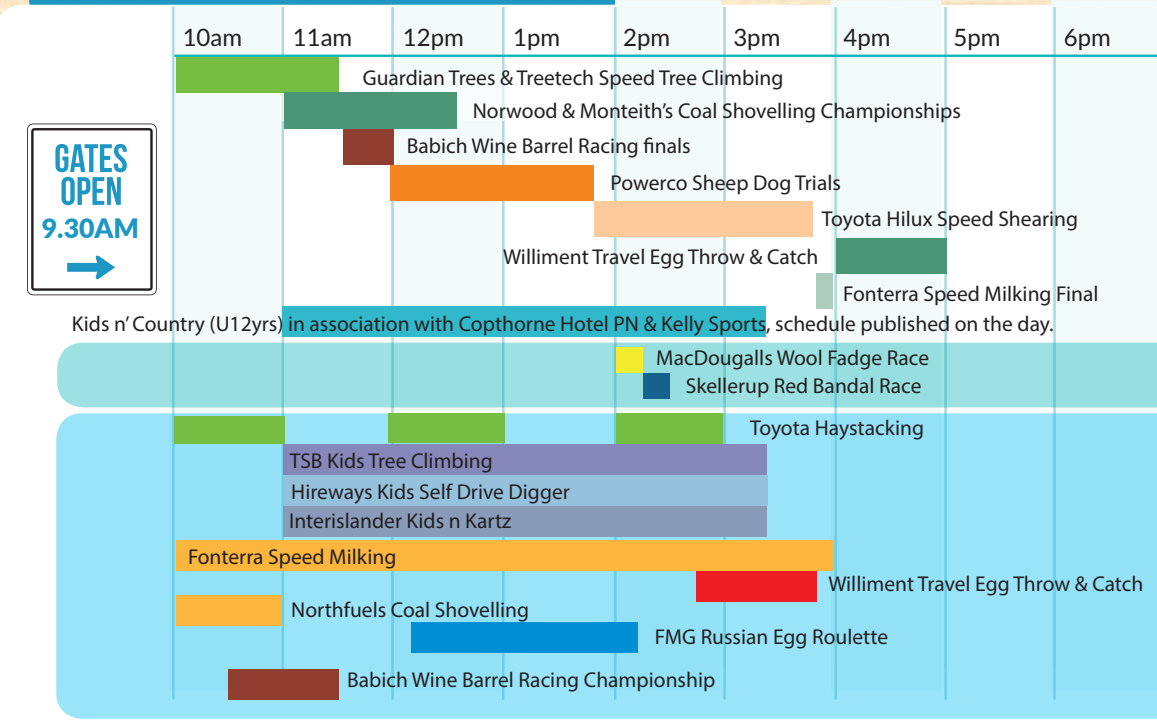 10am 11am 12pm 1pm 2pm 3pm 4pm 5pm 6pm
Guardian Trees & Treetech Speed Tree Climbing
Norwood & Monteith's Coal Shovelling Championships
GATES
OPEN
9.30AM
Babich Wine Barrel Racing finals
Powerco Sheep Dog Trials
Toyota Hilux Speed Shearing
Williment Travel Egg Throw & Catch
Fonterra Speed Milking Final
Kids n' Country (U12yrs) in association with Copthorne Hotel PN & Kelly Sports, schedule published on the day.
MacDougalls Wool Fadge Race
Skellerup Red Bandal Race
Toyota Haystacking
TSB Kids Tree Climbing
Hireways Kids Self Drive Digger
Interislander Kids n Kartz
Fonterra Speed Milking
Williment Travel Egg Throw & Catch
Northfuels Coal Shovelling
FMG Russian Egg Roulette
Babich Wine Barrel Racing Championship